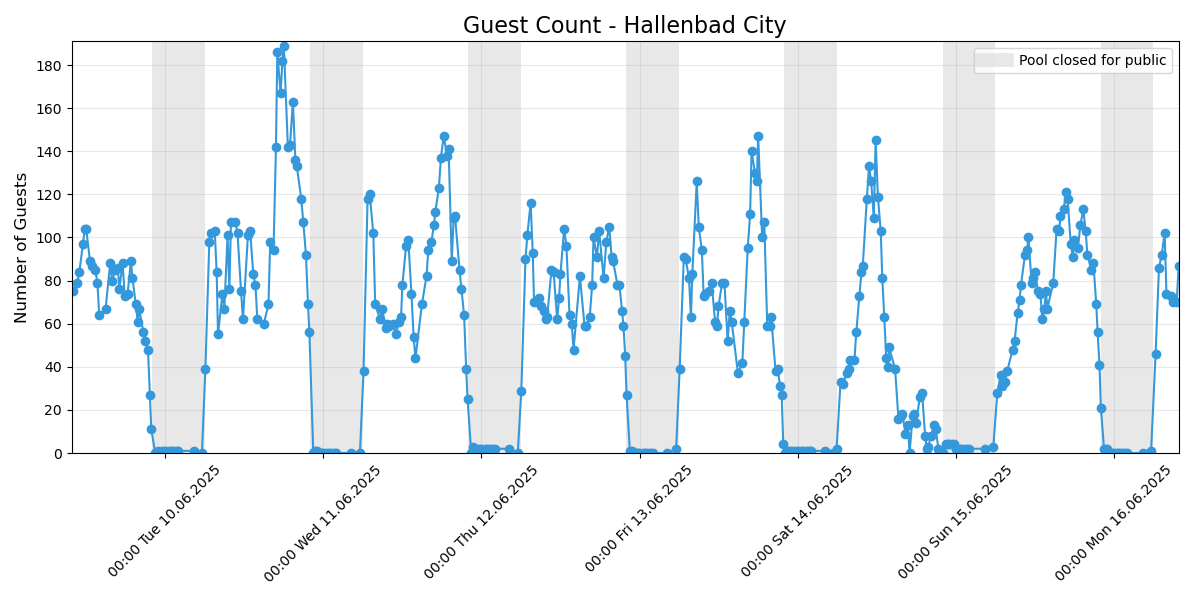 Guest Count - Hallenbad City
Pool closed for public
Number of Guests
180
160
140
120
100
80
60
40
20
0
00:00 Tue 10.06.2025
00:00 Wed 11.06.2025
00:00 Thu 12.06.2025
00:00 Fri 13.06.2025
00:00 Sat 14.06.2025
00:00 Sun 15.06.2025
00:00 Mon 16.06.2025